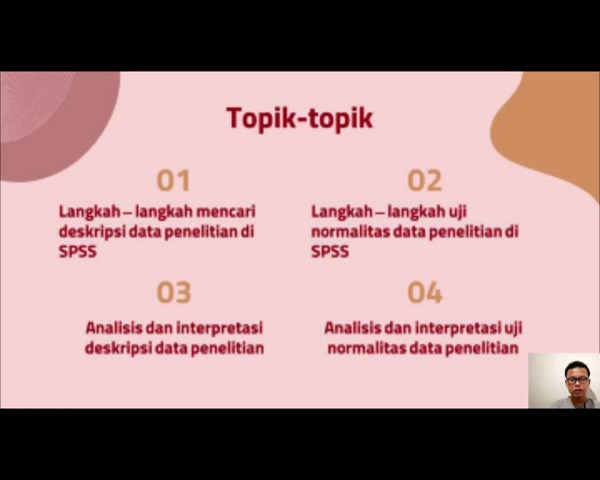 Topik-topik
01
Langkah – langkah mencari
deskripsi data penelitian di
SPSS
02
Langkah – langkah uji
normalitas data penelitian di
SPSS
03
Analisis dan interpretasi
deskripsi data penelitian
04
Analisis dan interpretasi uji
normalitas data penelitian